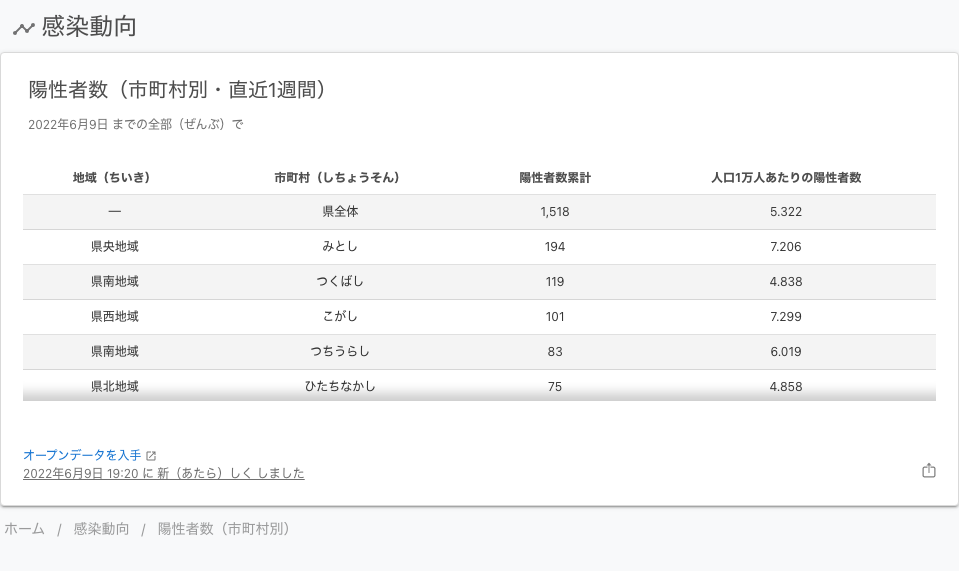 感染動向
陽性者数（市町村別・直近1週間）
2022年6月9日 までの全部（ぜんぶ）で
地域（ちいき） 市町村（しちょうそん） 陽性者数累計 人口1万人あたりの陽性者数
— 県全体 1,518 5.322
県央地域 みとし 194 7.206
県南地域 つくばし 119 4.838
県西地域 こがし 101 7.299
県南地域 つちうらし 83 6.019
県北地域 ひたちなかし 75 4.858
オープンデータを入手
2022年6月9日 19:20 に 新（あたら）しく しました
ホーム / 感染動向 / 陽性者数（市町村別）